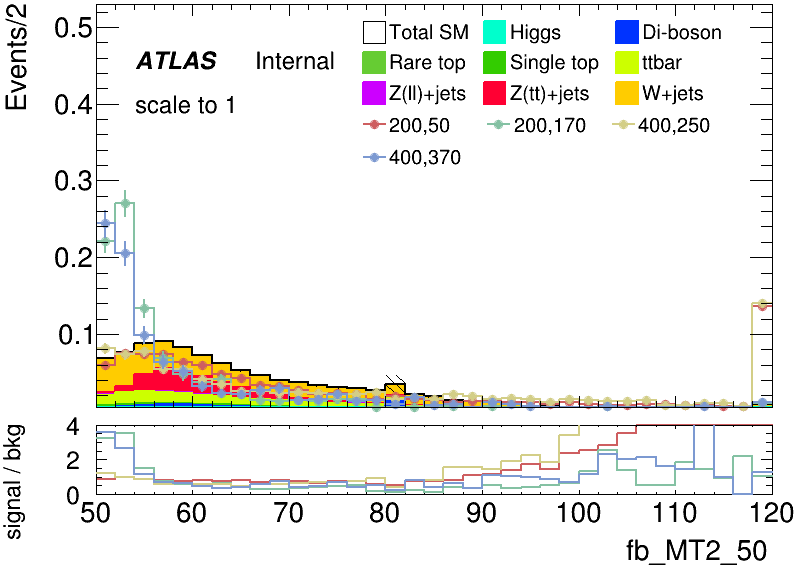 Events/2
0.5
0.4
0.3
0.2
0.1
ATLAS Internal
scale to 1
Total SM Higgs Di-boson
Rare top Single top ttbar
Z(ll)+jets Z(tt)+jets W+jets
200,50 200,170 400,250
400,370
signal / bkg
4
2
0
50 60 70 80 90 100 110 120
fb_MT2_50